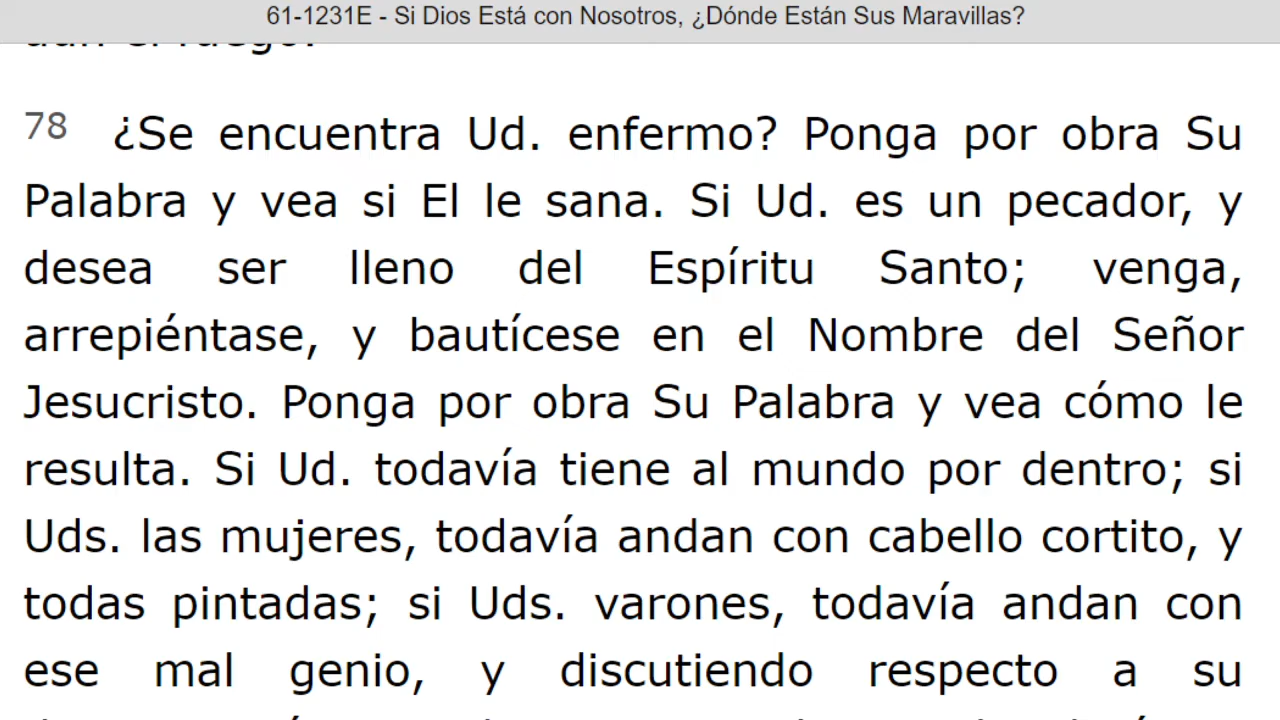 61-1231E - Si Dios Está con Nosotros, ¿Dónde Están Sus Maravillas?
78 ¿Se encuentra Ud. enfermo? Ponga por obra Su
Palabra y vea si El le sana. Si Ud. es un pecador, y
desea ser lleno del Espíritu Santo; venga,
arrepiéntase, y bautícese en el Nombre del Señor
Jesucristo. Ponga por obra Su Palabra y vea cómo le
resulta. Si Ud. todavía tiene al mundo por dentro; si
Uds. las mujeres, todavía andan con cabello cortito, y
todas pintadas; si Uds. varones, todavía andan con
ese mal genio, y discutiendo respecto a su